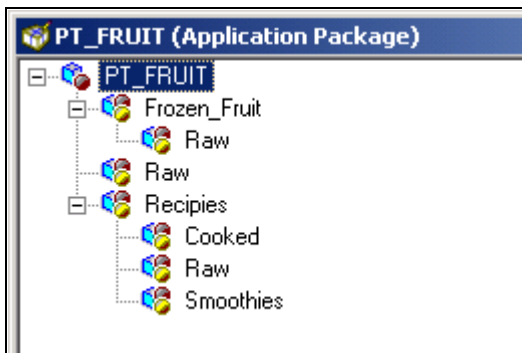 PT_FRUIT (Application Package)
PT_FRUIT
Frozen_Fruit
Raw
Raw
Recipies
Cooked
Raw
Smoothies